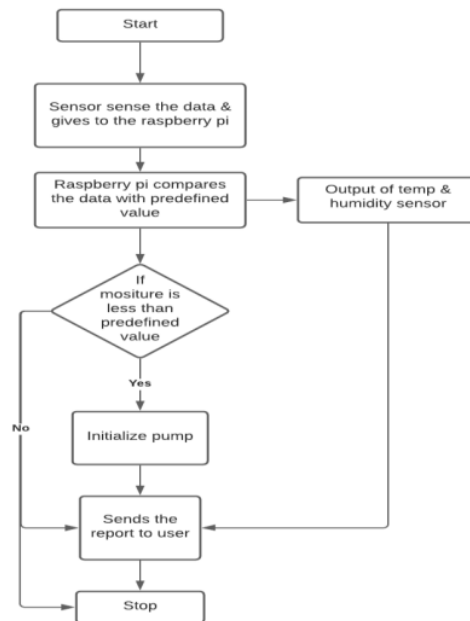 Start
Sensor sense the data &
gives to the raspberry pi
Raspberry pi compares
the data with predefined
value
Output of temp &
humidity sensor
If
mositure is
less than
predefined
value
Yes
No
Initialize pump
Sends the
report to user
Stop